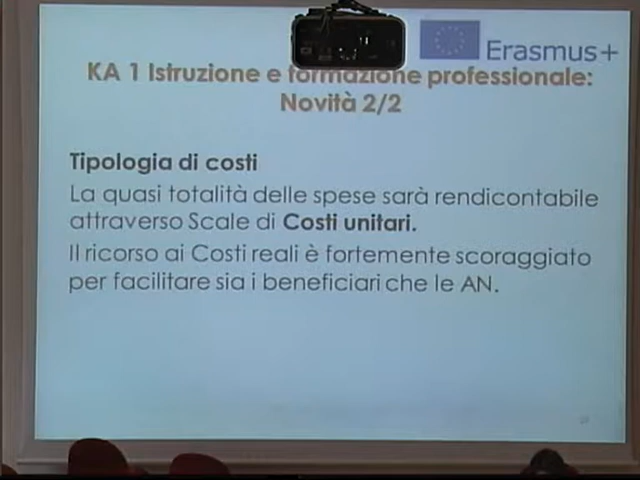 Erasmus+
KA 1 Istruzione e formazione professionale:
Novità 2/2
Tipologia di costi
La quasi totalità delle spese sarà rendicontabile
attraverso Scale di Costi unitari.
Il ricorso ai Costi reali è fortemente scoraggiato
per facilitare sia i beneficiari che le AN.